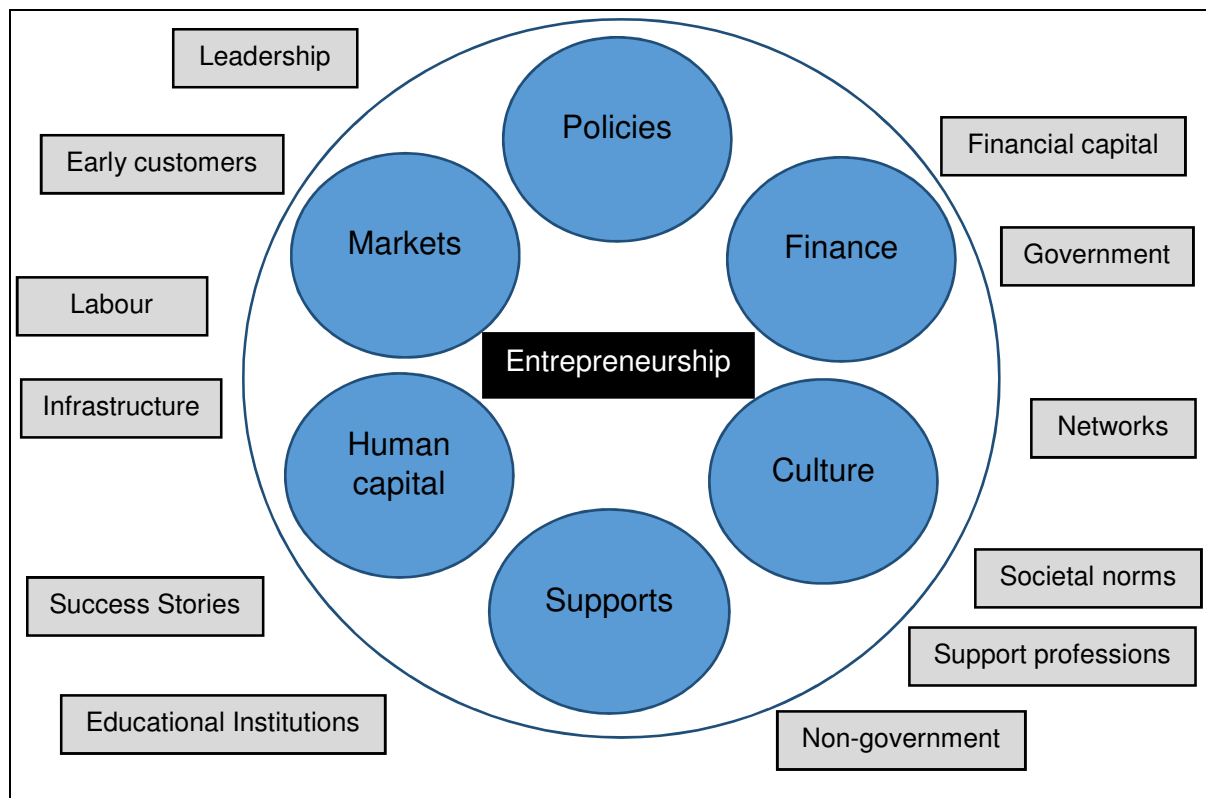 Leadership
Policies
Financial capital
Early customers
Markets
Finance
Government
Labour
Entrepreneurship
Infrastructure
Networks
Human
capital
Culture
Societal norms
Success Stories
Supports
Support professions
Educational Institutions
Non-government